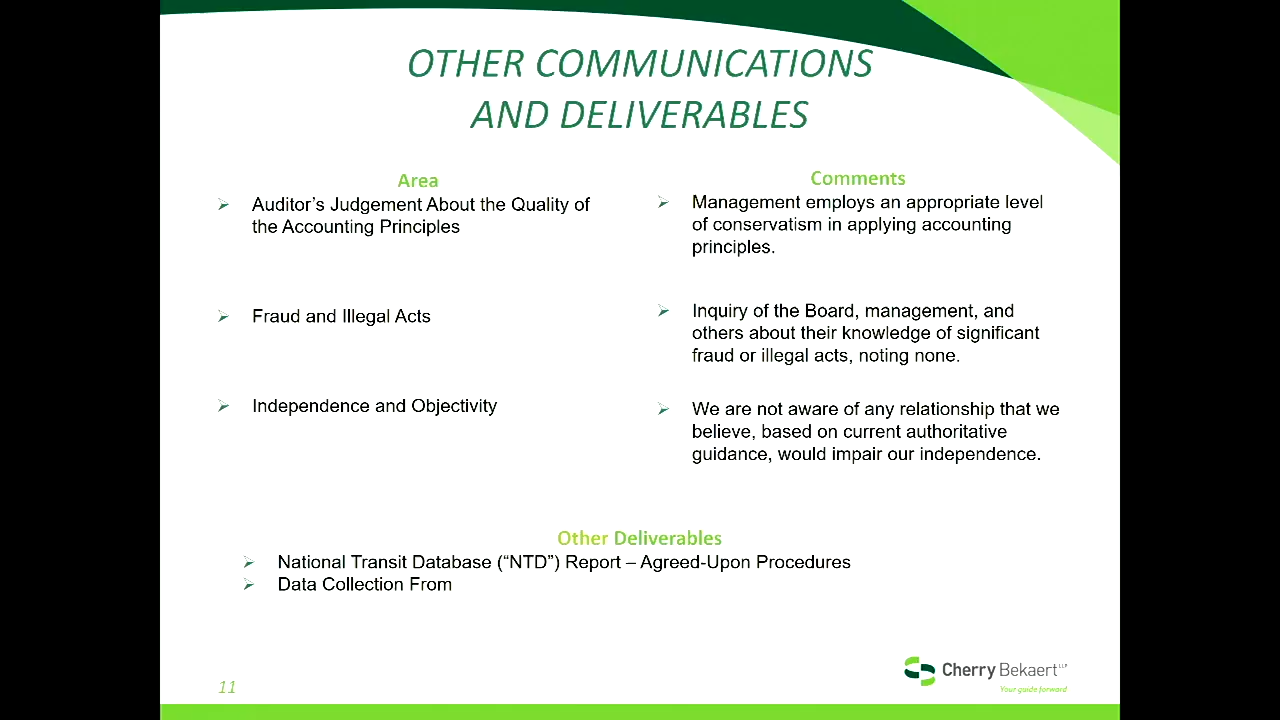 OTHER COMMUNICATIONS
AND DELIVERABLES
Area
Auditor’s Judgement About the Quality of
the Accounting Principles
Fraud and Illegal Acts
Independence and Objectivity
Comments
Management employs an appropriate level
of conservatism in applying accounting
principles.
Inquiry of the Board, management, and
others about their knowledge of significant
fraud or illegal acts, noting none.
We are not aware of any relationship that we
believe, based on current authoritative
guidance, would impair our independence.
Other Deliverables
National Transit Database (“NTD”) Report – Agreed-Upon Procedures
Data Collection From
11
Cherry Bekaert LLP
Your guide forward